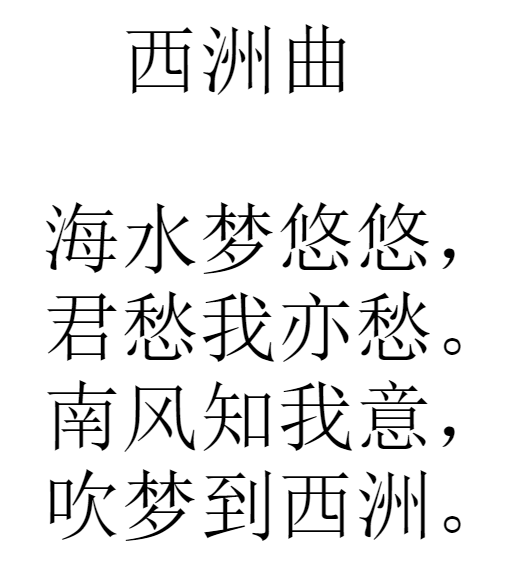 西洲曲
海水梦悠悠，
君愁我亦愁。
南风知我意，
吹梦到西洲。